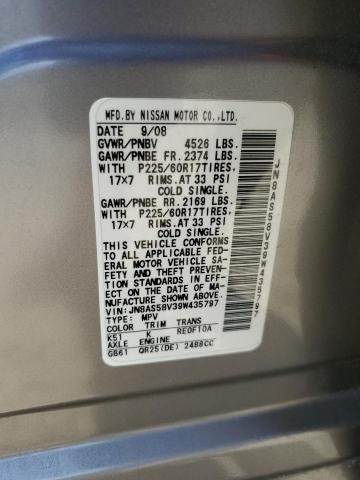 MFD.BY NISSAN MOTOR CO.,LTD.
DATE 9/08
GVWR/PNBV 4526 LBS.
GAWR/PNBE FR. 2374 LBS.
WITH P225/60R17TIRES,
17×7 RIMS.AT 33 PSI
COLD SINGLE.
GAWR/PNBE RR. 2169 LBS.
WITH P225/60R17TIRES,
17×7 RIMS.AT 33 PSI
COLD SINGLE.
THIS VEHICLE CONFORMS
TO ALL APPLICABLE FED-
ERAL MOTOR VEHICLE SA-
FETY AND THEFT PREVEN-
TION STANDARDS IN EFF-
ECT ON THE DATE OF MA-
NUFACTURE SHOWN ABOVE.
VIN:JN8AS58V39W435797
TYPE: MPV
COLOR TRIM TRANS
K51 K RE0F10A
AXLE ENGINE
GB61 QR25(DE) 2488CC
JN8AS58V39W435797